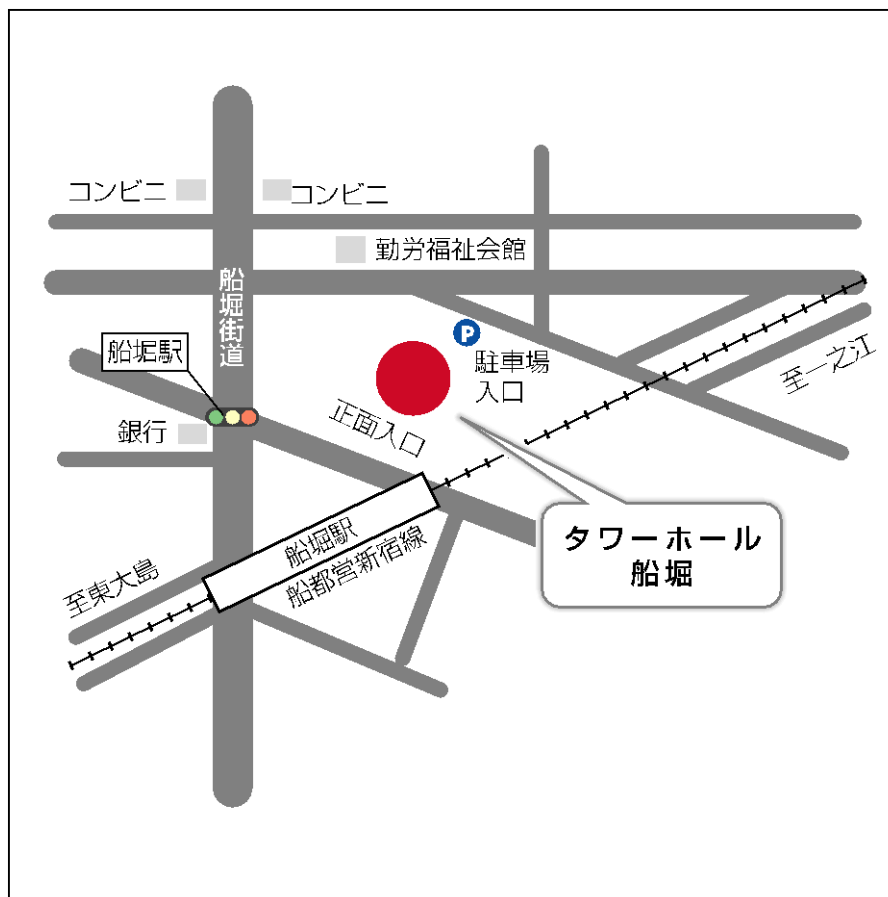 コンビニ
コンビニ
勤労福祉会館
船堀街道
船堀駅
P
駐車場
入口
至一之江
正面入口
銀行
船堀駅
船都営新宿線
至東大島
タワーホール
船堀